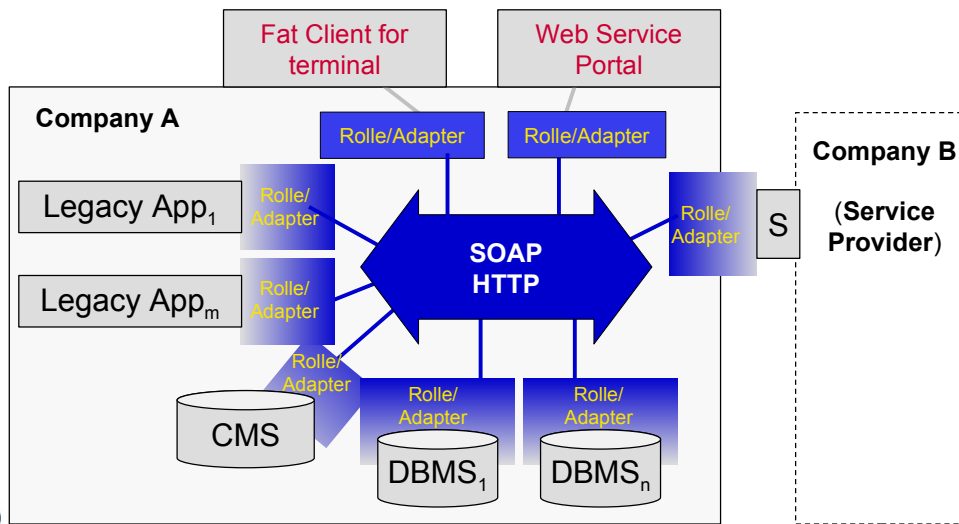 Fat Client for
terminal
Web Service
Portal
Company A
Rolle/Adapter
Rolle/Adapter
Company B
(Service
Provider)
Legacy App1
Rolle/
Adapter
Rolle/
Adapter
S
SOAP
HTTP
Legacy Appm
Rolle/
Adapter
Rolle/
Adapter
CMS
Rolle/
Adapter
Rolle/
Adapter
DBMS1
DBMSn